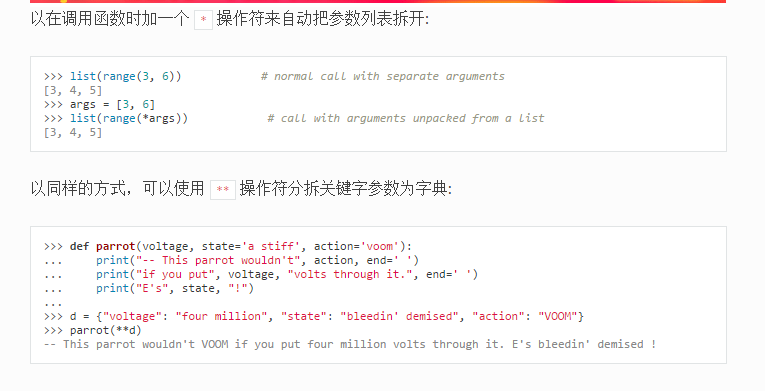 以在调用函数时加一个 * 操作符来自动把参数列表拆开:
>>> list(range(3, 6))            # normal call with separate arguments
[3, 4, 5]
>>> args = [3, 6]
>>> list(range(*args))            # call with arguments unpacked from a list
[3, 4, 5]
以同样的方式，可以使用 ** 操作符分拆关键字参数为字典:
>>> def parrot(voltage, state='a stiff', action='voom'):
...     print("-- This parrot wouldn't", action, end=' ')
...     print("if you put", voltage, "volts through it.", end=' ')
...     print("E's", state, "!")
...
>>> d = {"voltage": "four million", "state": "bleedin' demised", "action": "VOOM"}
>>> parrot(**d)
-- This parrot wouldn't VOOM if you put four million volts through it. E's bleedin' demised !